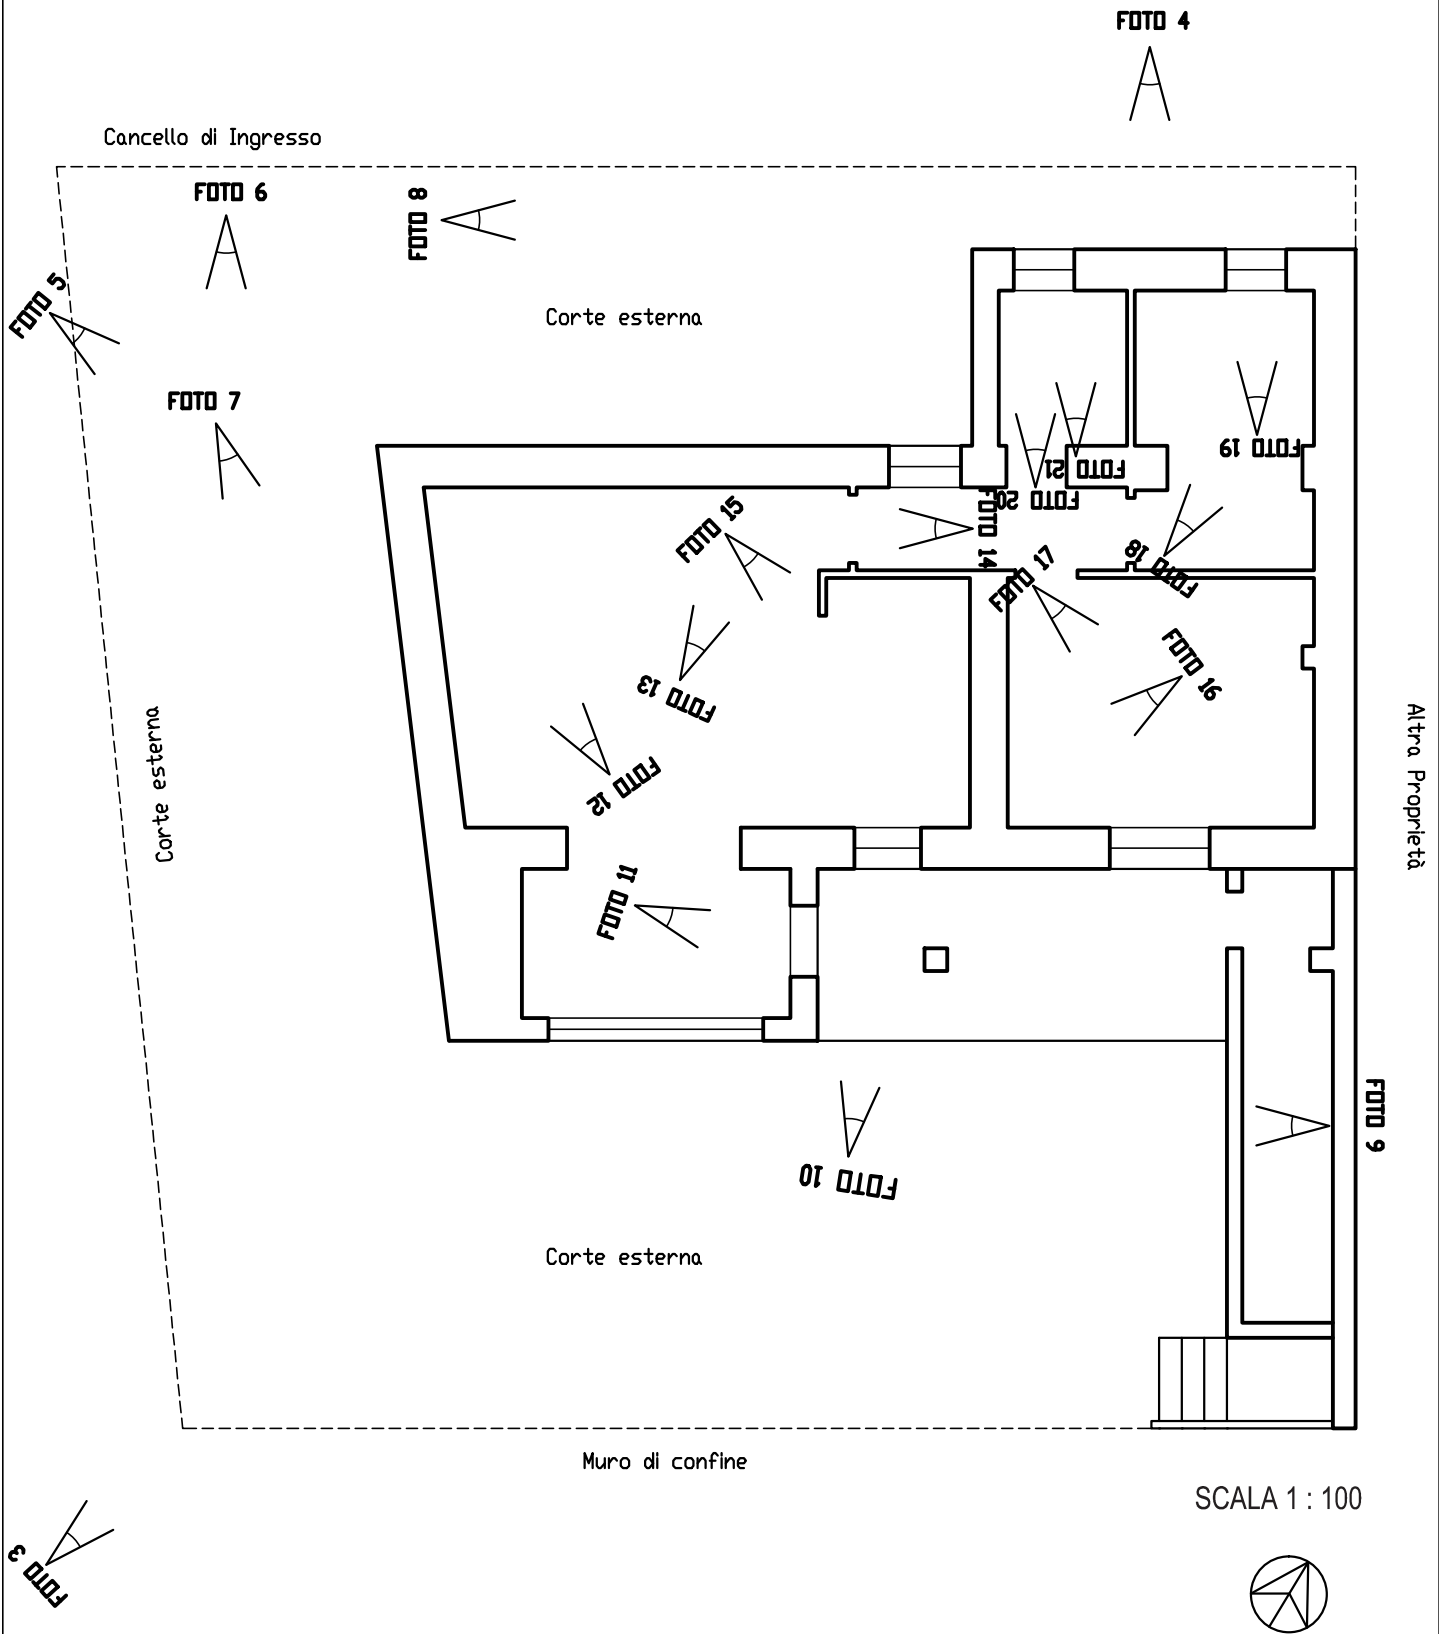 FOTO 4
Cancello di Ingresso
FOTO 6
FOTO 8
FOTO 5
Corte esterna
FOTO 7
FOTO 19
FOTO 21
FOTO 20
FOTO 15
FOTO 14
FOTO 17
FOTO 18
FOTO 16
FOTO 13
FOTO 12
Corte esterna
Altra Proprietà
FOTO 11
FOTO 9
FOTO 10
Corte esterna
Muro di confine
SCALA 1 : 100
FOTO 3